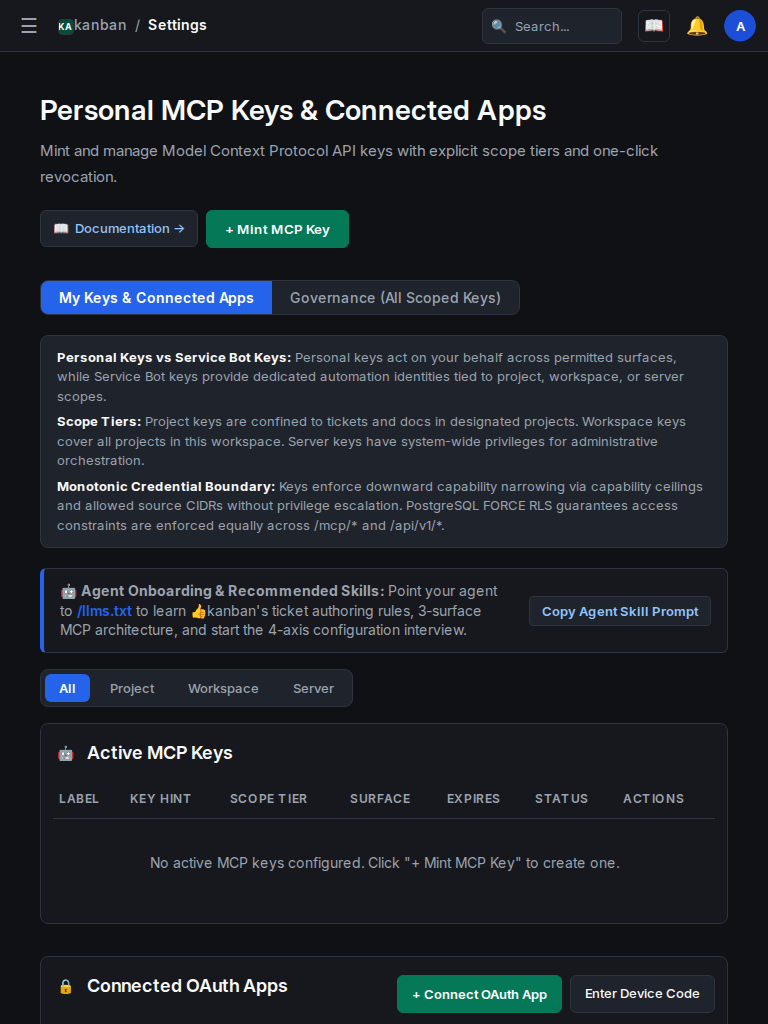 ☰ KA kanban / Settings 🔍 Search... 📖 🔔 A
Personal MCP Keys & Connected Apps
Mint and manage Model Context Protocol API keys with explicit scope tiers and one-click
revocation.
📖 Documentation → + Mint MCP Key
My Keys & Connected Apps Governance (All Scoped Keys)
Personal Keys vs Service Bot Keys: Personal keys act on your behalf across permitted surfaces,
while Service Bot keys provide dedicated automation identities tied to project, workspace, or server
scopes.
Scope Tiers: Project keys are confined to tickets and docs in designated projects. Workspace keys
cover all projects in this workspace. Server keys have system-wide privileges for administrative
orchestration.
Monotonic Credential Boundary: Keys enforce downward capability narrowing via capability ceilings
and allowed source CIDRs without privilege escalation. PostgreSQL FORCE RLS guarantees access
constraints are enforced equally across /mcp/* and /api/v1/*.
🤖 Agent Onboarding & Recommended Skills: Point your agent
to /llms.txt to learn 👍kanban's ticket authoring rules, 3-surface
MCP architecture, and start the 4-axis configuration interview.
Copy Agent Skill Prompt
All Project Workspace Server
🤖 Active MCP Keys
LABEL KEY HINT SCOPE TIER SURFACE EXPIRES STATUS ACTIONS
No active MCP keys configured. Click "+ Mint MCP Key" to create one.
🔒 Connected OAuth Apps + Connect OAuth App Enter Device Code